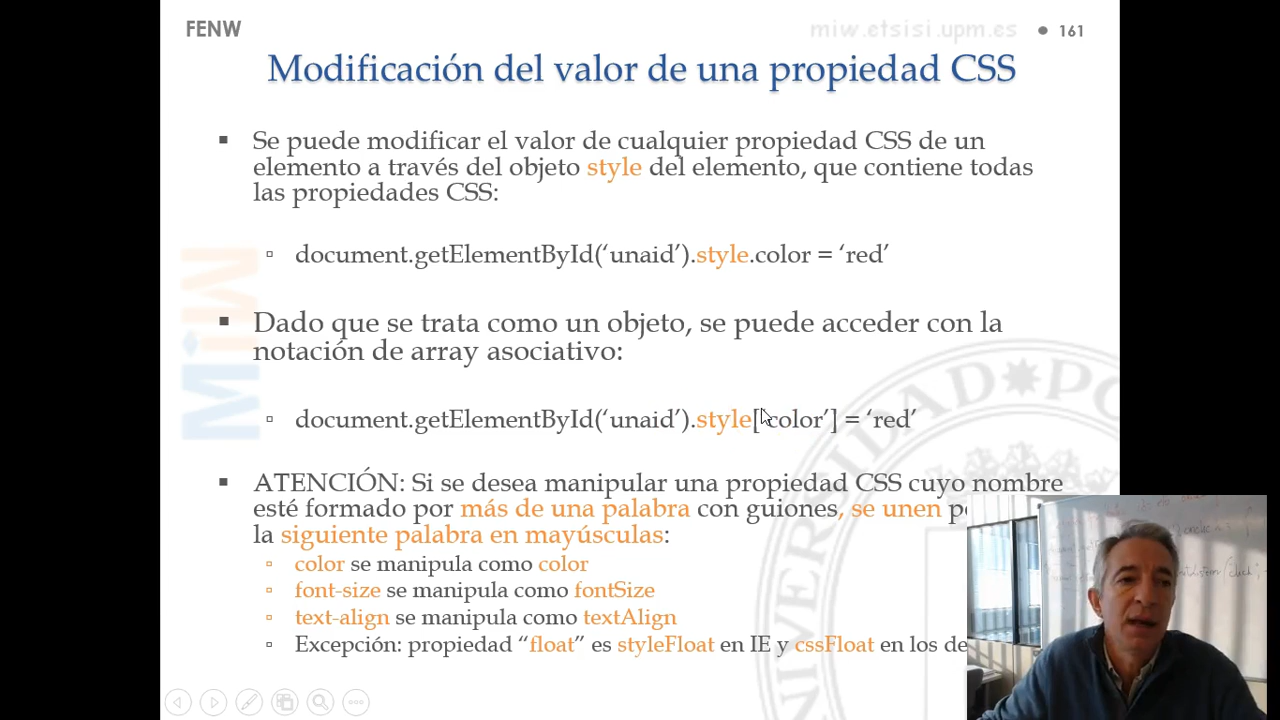 FENW
miw.etsisi.upm.es
161
Modificación del valor de una propiedad CSS
▪ Se puede modificar el valor de cualquier propiedad CSS de un
elemento a través del objeto style del elemento, que contiene todas
las propiedades CSS:
▫ document.getElementById(‘unaid’).style.color = ‘red’
▪ Dado que se trata como un objeto, se puede acceder con la
notación de array asociativo:
▫ document.getElementById(‘unaid’).style[‘color’] = ‘red’
▪ ATENCIÓN: Si se desea manipular una propiedad CSS cuyo nombre
esté formado por más de una palabra con guiones, se unen
la siguiente palabra en mayúsculas:
▫ color se manipula como color
▫ font-size se manipula como fontSize
▫ text-align se manipula como textAlign
▫ Excepción: propiedad “float” es styleFloat en IE y cssFloat en los
MiW
UNIVERSIDAD PO